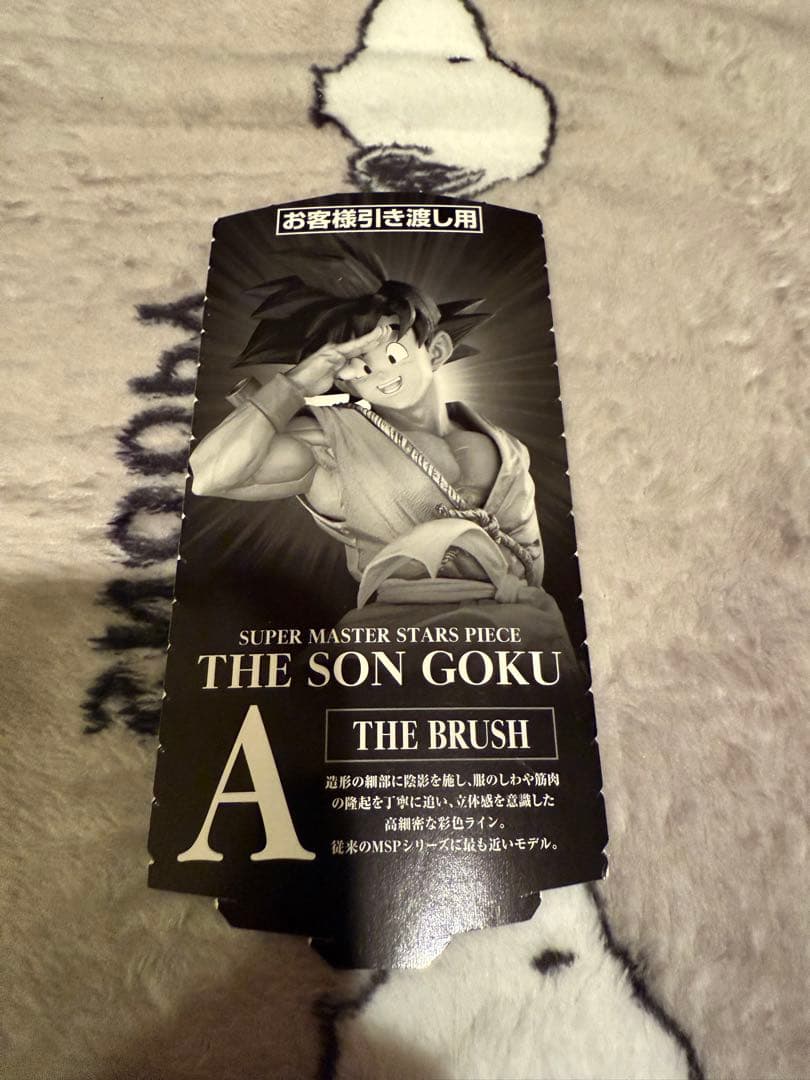 お客様引き渡し用
SUPER MASTER STARS PIECE
THE SON GOKU
A
THE BRUSH
造形の細部に陰影を施し、服のしわや筋肉
の隆起を丁寧に追い、立体感を意識した
高細密な彩色ライン。
従来のMSPシリーズに最も近いモデル。
SNOOPY